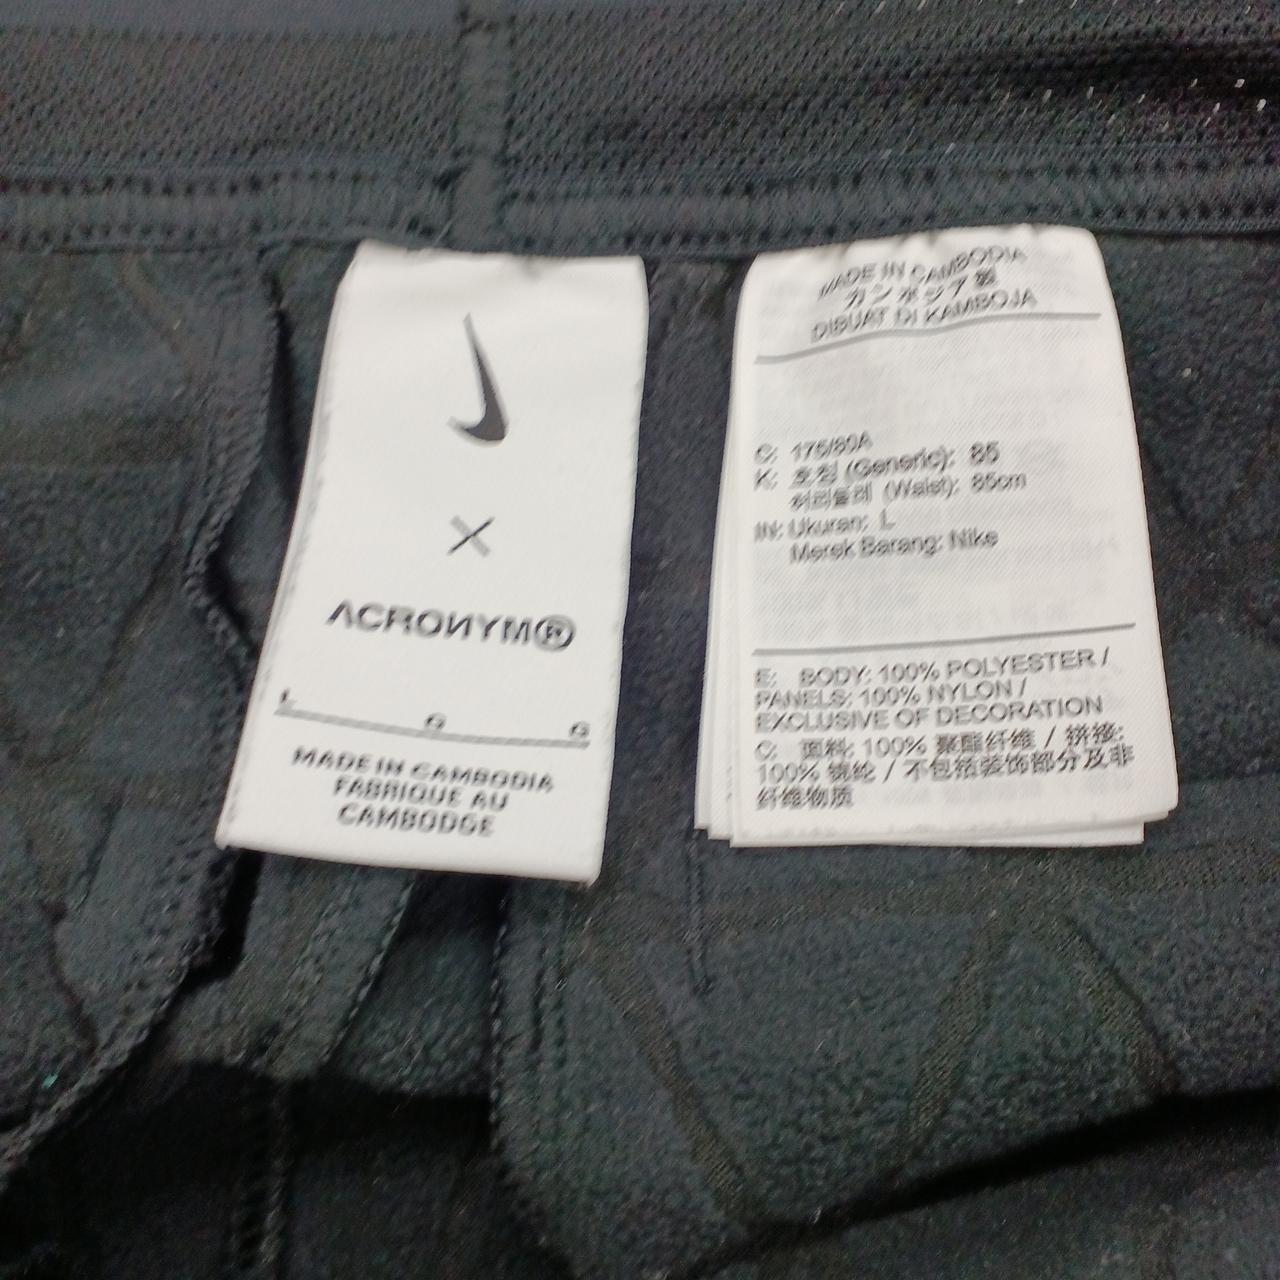 ×
ACRONYM®
L
G
G
MADE IN CAMBODIA
FABRIQUE AU
CAMBODGE
MADE IN CAMBODIA
カンボジア製
DIBUAT DI KAMBOJA
C: 175/80A
K: 호칭 (Generic): 85
허리둘레 (Waist): 85cm
IN: Ukuran: L
Merek Barang: Nike
E: BODY: 100% POLYESTER /
PANELS: 100% NYLON /
EXCLUSIVE OF DECORATION
C: 面料: 100% 聚酯纤维 / 拼接:
100% 锦纶 / 不包括装饰部分及非
纤维物质